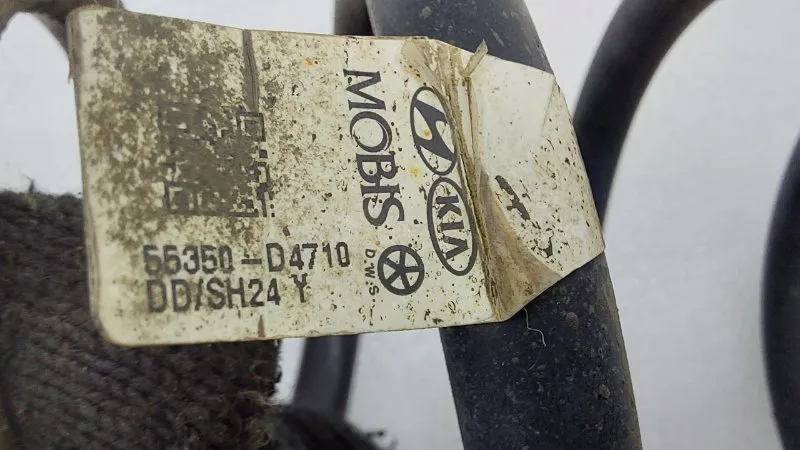 KIA
MOBIS
D.W.S.
55350-D4710
DD/SH24 Y